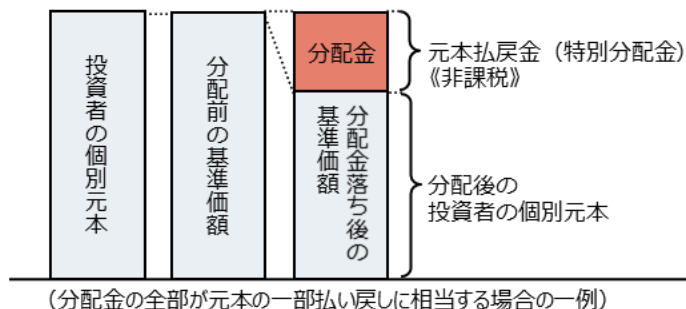 投資者の個別元本
分配前の基準価額
分配金
分配金落ち後の
基準価額
元本払戻金（特別分配金）
《非課税》
分配後の
投資者の個別元本
（分配金の全部が元本の一部払い戻しに相当する場合の一例）